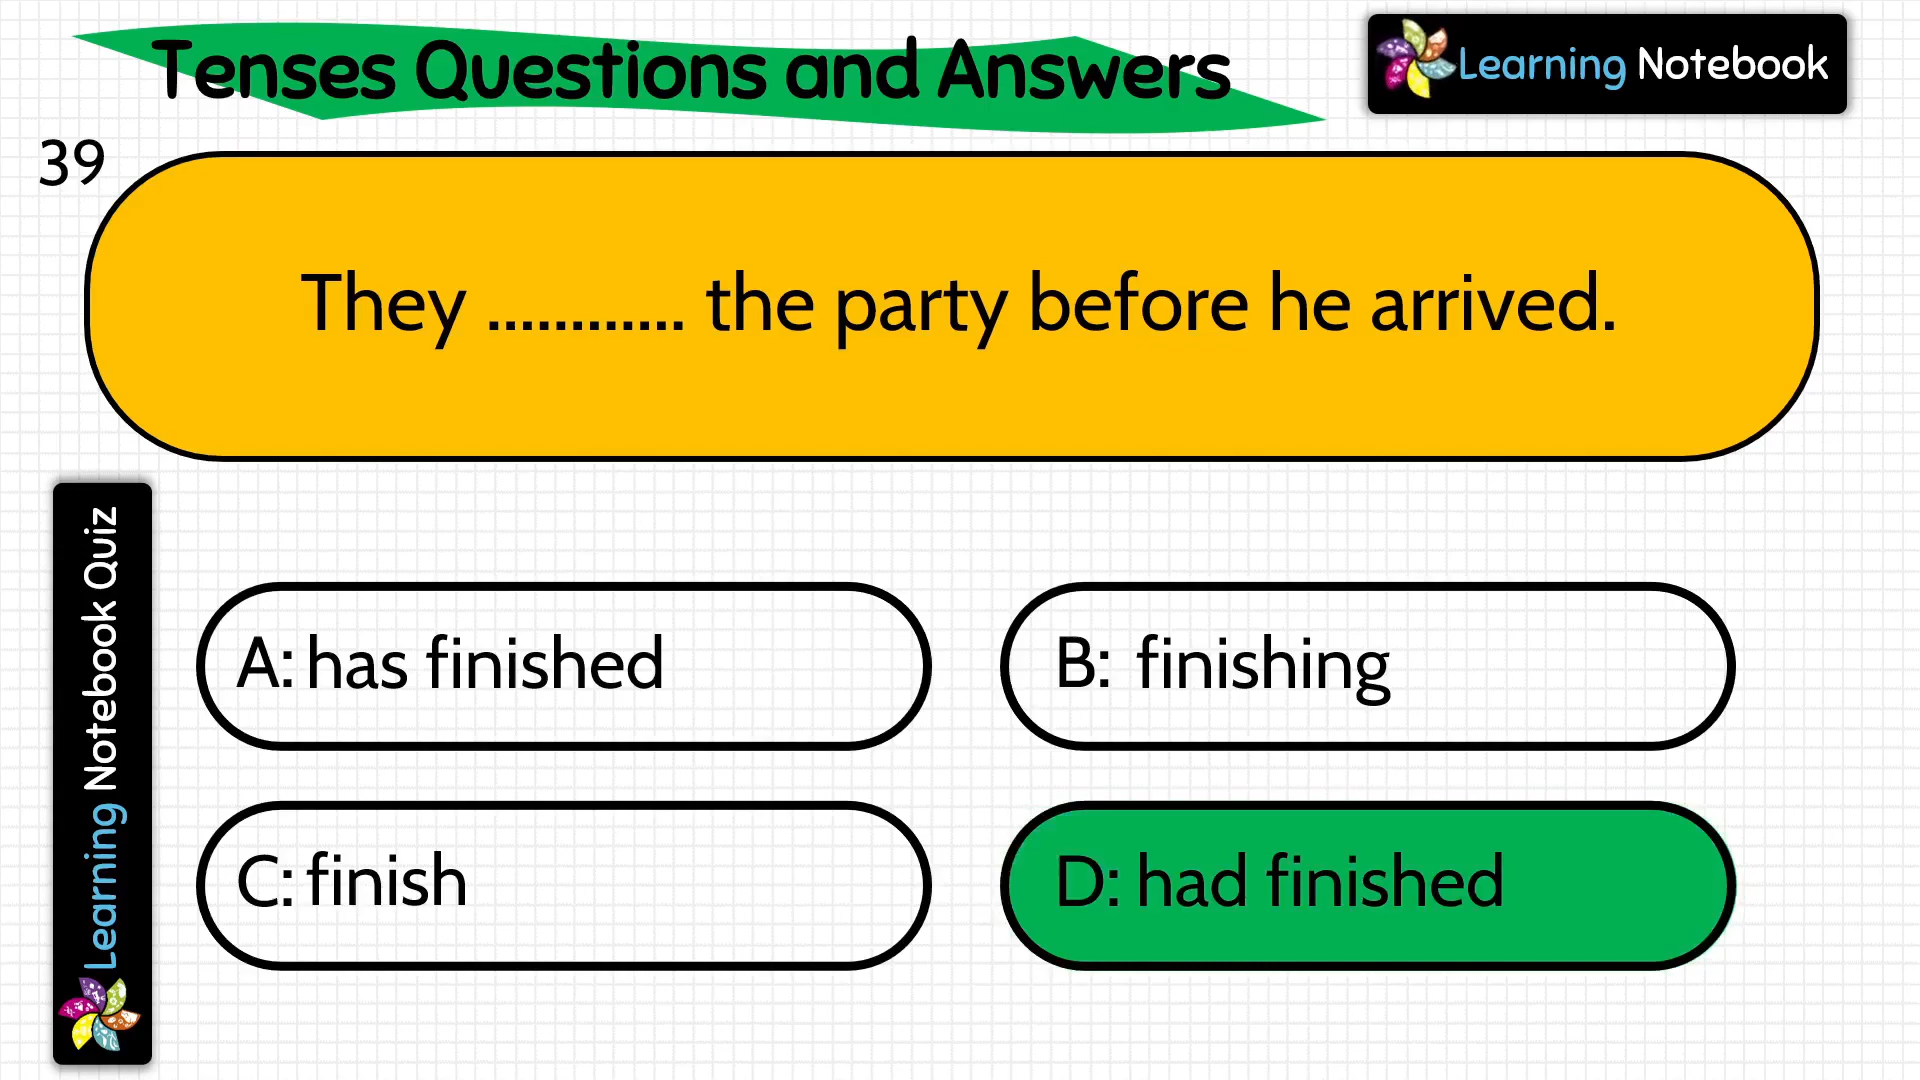 Tenses Questions and Answers
Learning Notebook
39
They ............ the party before he arrived.
A: has finished
B: finishing
C: finish
D: had finished
Learning Notebook Quiz